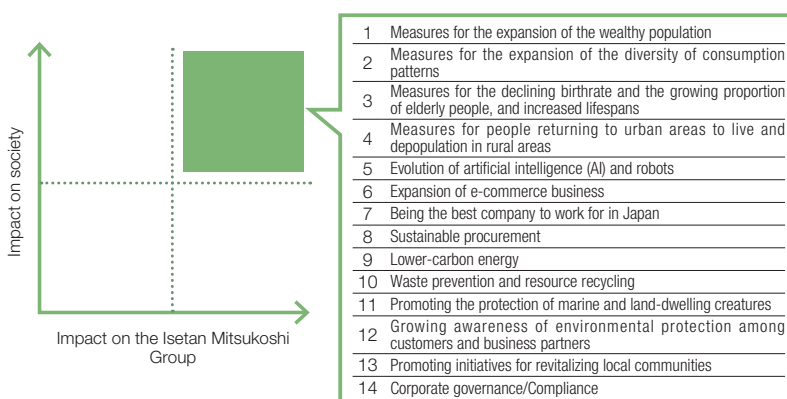 Impact on society
Impact on the Isetan Mitsukoshi
Group
1 Measures for the expansion of the wealthy population
2 Measures for the expansion of the diversity of consumption
patterns
3 Measures for the declining birthrate and the growing proportion
of elderly people, and increased lifespans
4 Measures for people returning to urban areas to live and
depopulation in rural areas
5 Evolution of artificial intelligence (AI) and robots
6 Expansion of e-commerce business
7 Being the best company to work for in Japan
8 Sustainable procurement
9 Lower-carbon energy
10 Waste prevention and resource recycling
11 Promoting the protection of marine and land-dwelling creatures
12 Growing awareness of environmental protection among
customers and business partners
13 Promoting initiatives for revitalizing local communities
14 Corporate governance/Compliance